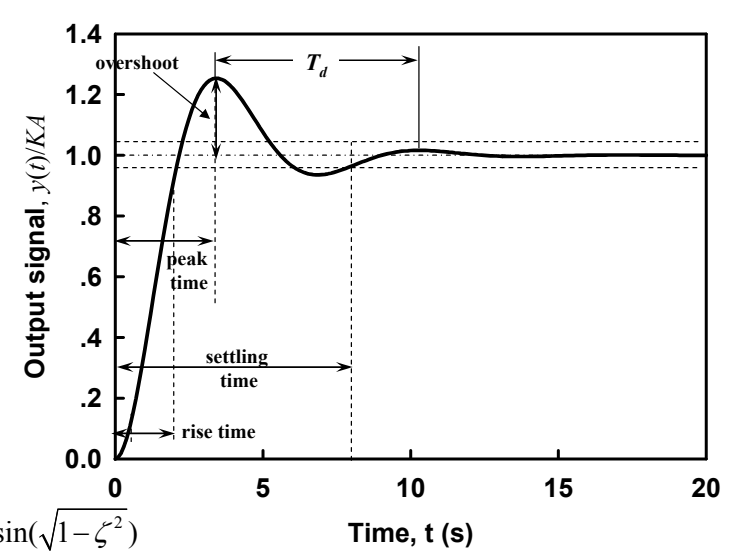 1.4
overshoot
T_d
1.2
1.0
.8
peak
time
.6
.4
settling
time
.2
rise time
0.0
0 5 10 15 20
Output signal, y(t)/KA
sin(√1−ζ²)
Time, t (s)